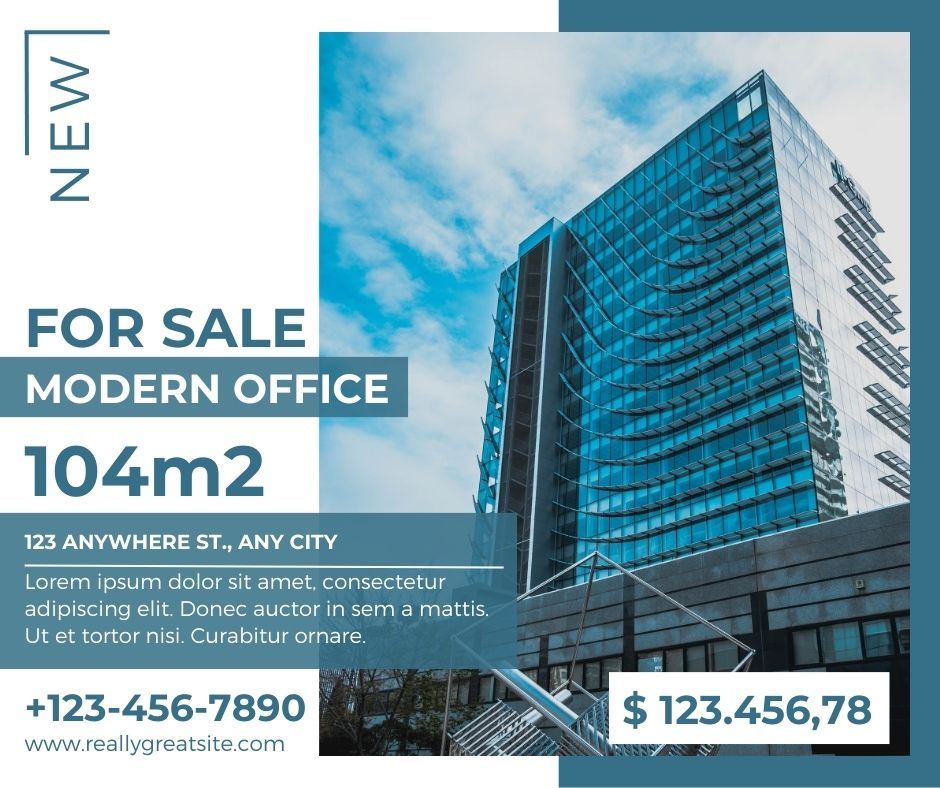 NEW
FOR SALE
MODERN OFFICE
104m2
123 ANYWHERE ST., ANY CITY
Lorem ipsum dolor sit amet, consectetur
adipiscing elit. Donec auctor in sem a mattis.
Ut et tortor nisi. Curabitur ornare.
+123-456-7890
www.reallygreatsite.com
$ 123.456,78